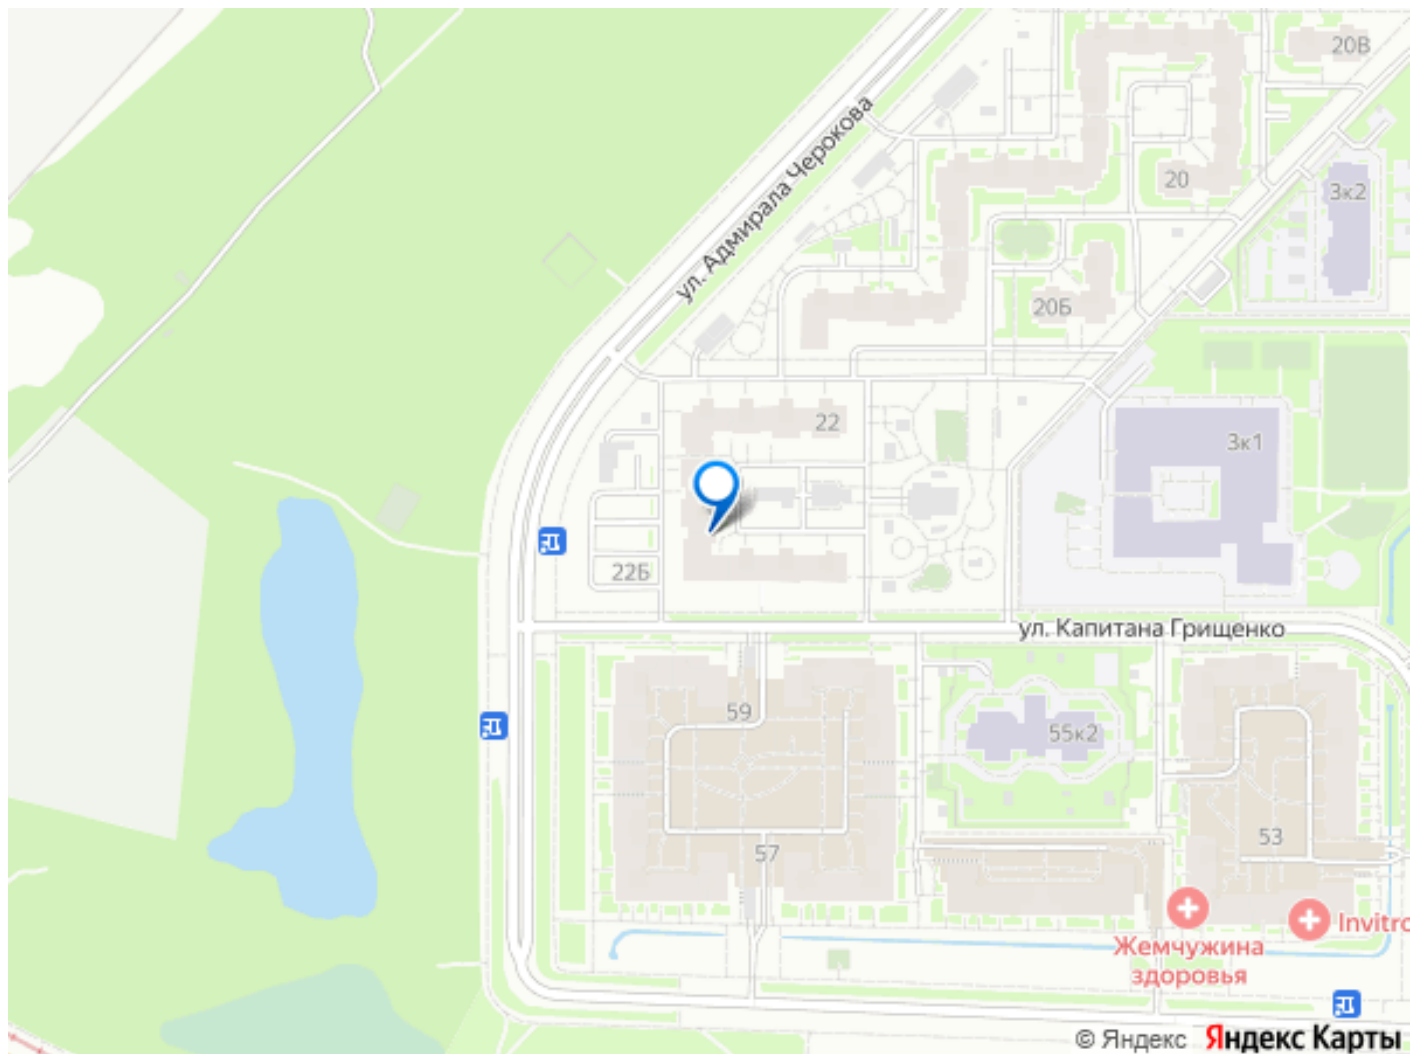 20В
ул. Адмирала Черокова
20
3к2
20Б
22
3к1
22Б
ул. Капитана Грищенко
59
55к2
53
57
Invitro
Жемчужина
здоровья
© Яндекс Яндекс Карты